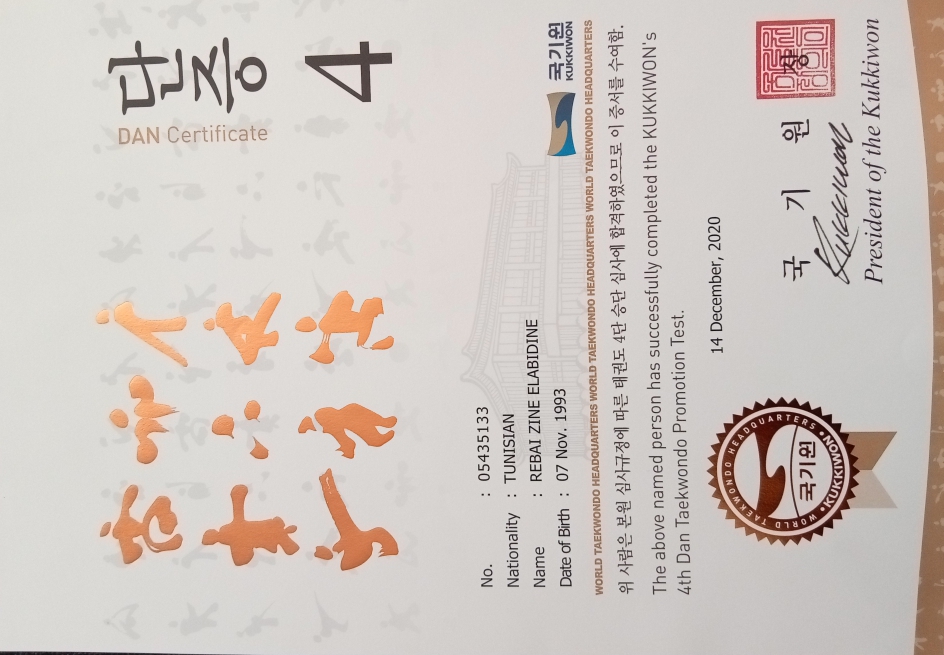 단증
DAN Certificate
4
No. : 05435133
Nationality : TUNISIAN
Name : REBAI ZINE ELABIDINE
Date of Birth : 07 Nov. 1993
국기원
KUKKIWON
WORLD TAEKWONDO HEADQUARTERS WORLD TAEKWONDO HEADQUARTERS WORLD TAEKWONDO HEADQUARTERS WORLD TAEKWONDO HEADQUARTERS
위 사람은 본원 심사규정에 따른 태권도 4단 승단 심사에 합격하였으므로 이 증서를 수여함.
The above named person has successfully completed the KUKKIWON's
4th Dan Taekwondo Promotion Test.
14 December, 2020
국 기 원 장
Kukkiwon
President of the Kukkiwon
WORLD TAEKWONDO HEADQUARTERS
국기원
•KUKKIWON•